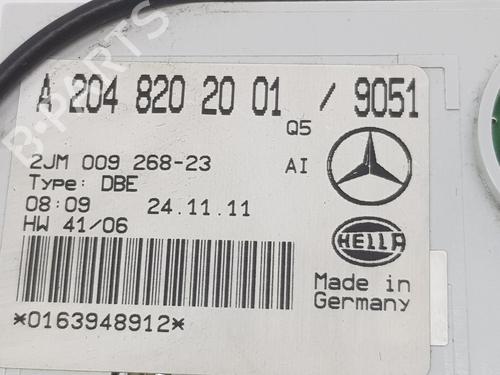 B-PARTS
A 204 820 20 01 / 9051
Q5
2JM 009 268-23 AI
Type: DBE
08:09 24.11.11
HW 41/06
HELLA
Made in
Germany
*0163948912*